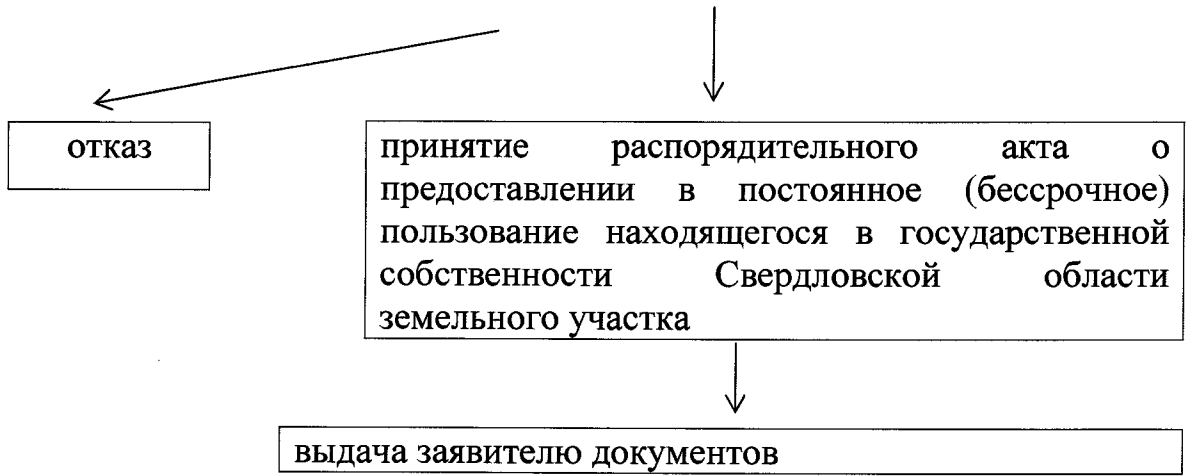 отказ
принятие распорядительного акта о
предоставлении в постоянное (бессрочное)
пользование находящегося в государственной
собственности Свердловской области
земельного участка
выдача заявителю документов